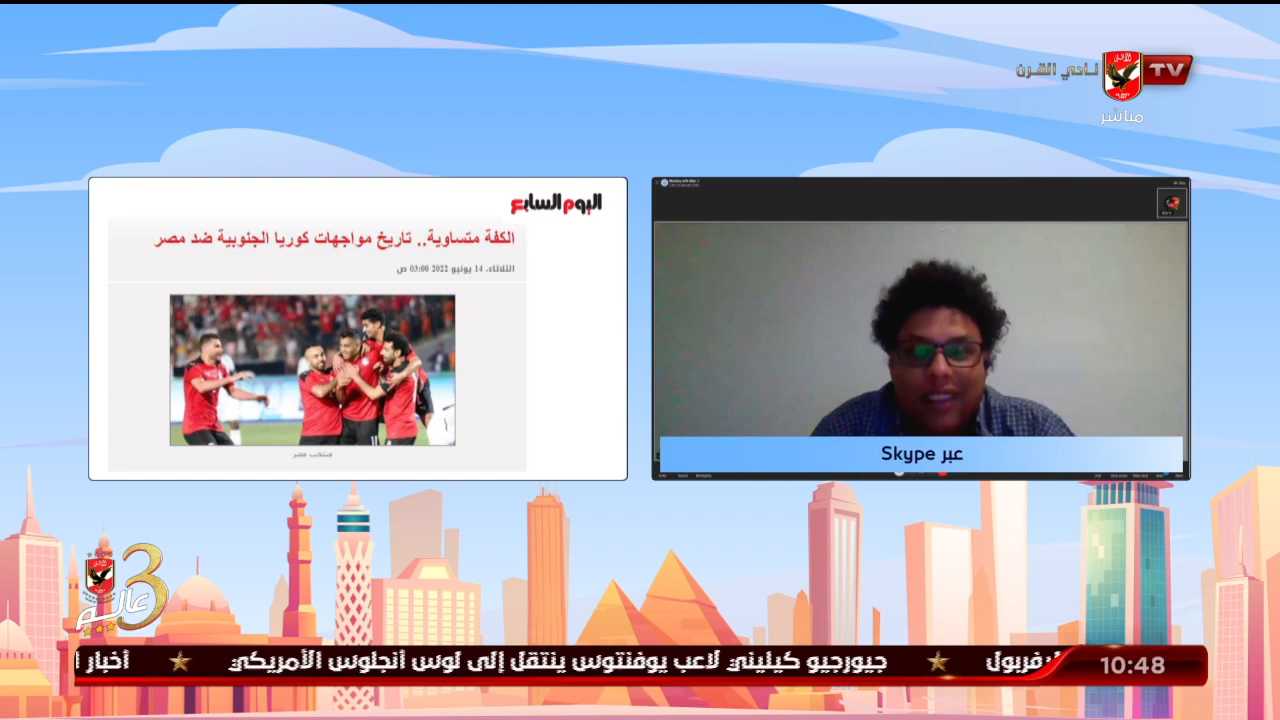 نادي القرن
TV
مباشر
اليوم السابع
الكفة متساوية.. تاريخ مواجهات كوريا الجنوبية ضد مصر
الثلاثاء، 14 يونيو 2022 03:00 ص
منتخب مصر
عبر Skype
3
عالم
فربول ★ جيورجيو كيليني لاعب يوفنتوس ينتقل إلى لوس أنجلوس الأمريكي ★ أخبار ا
10:48